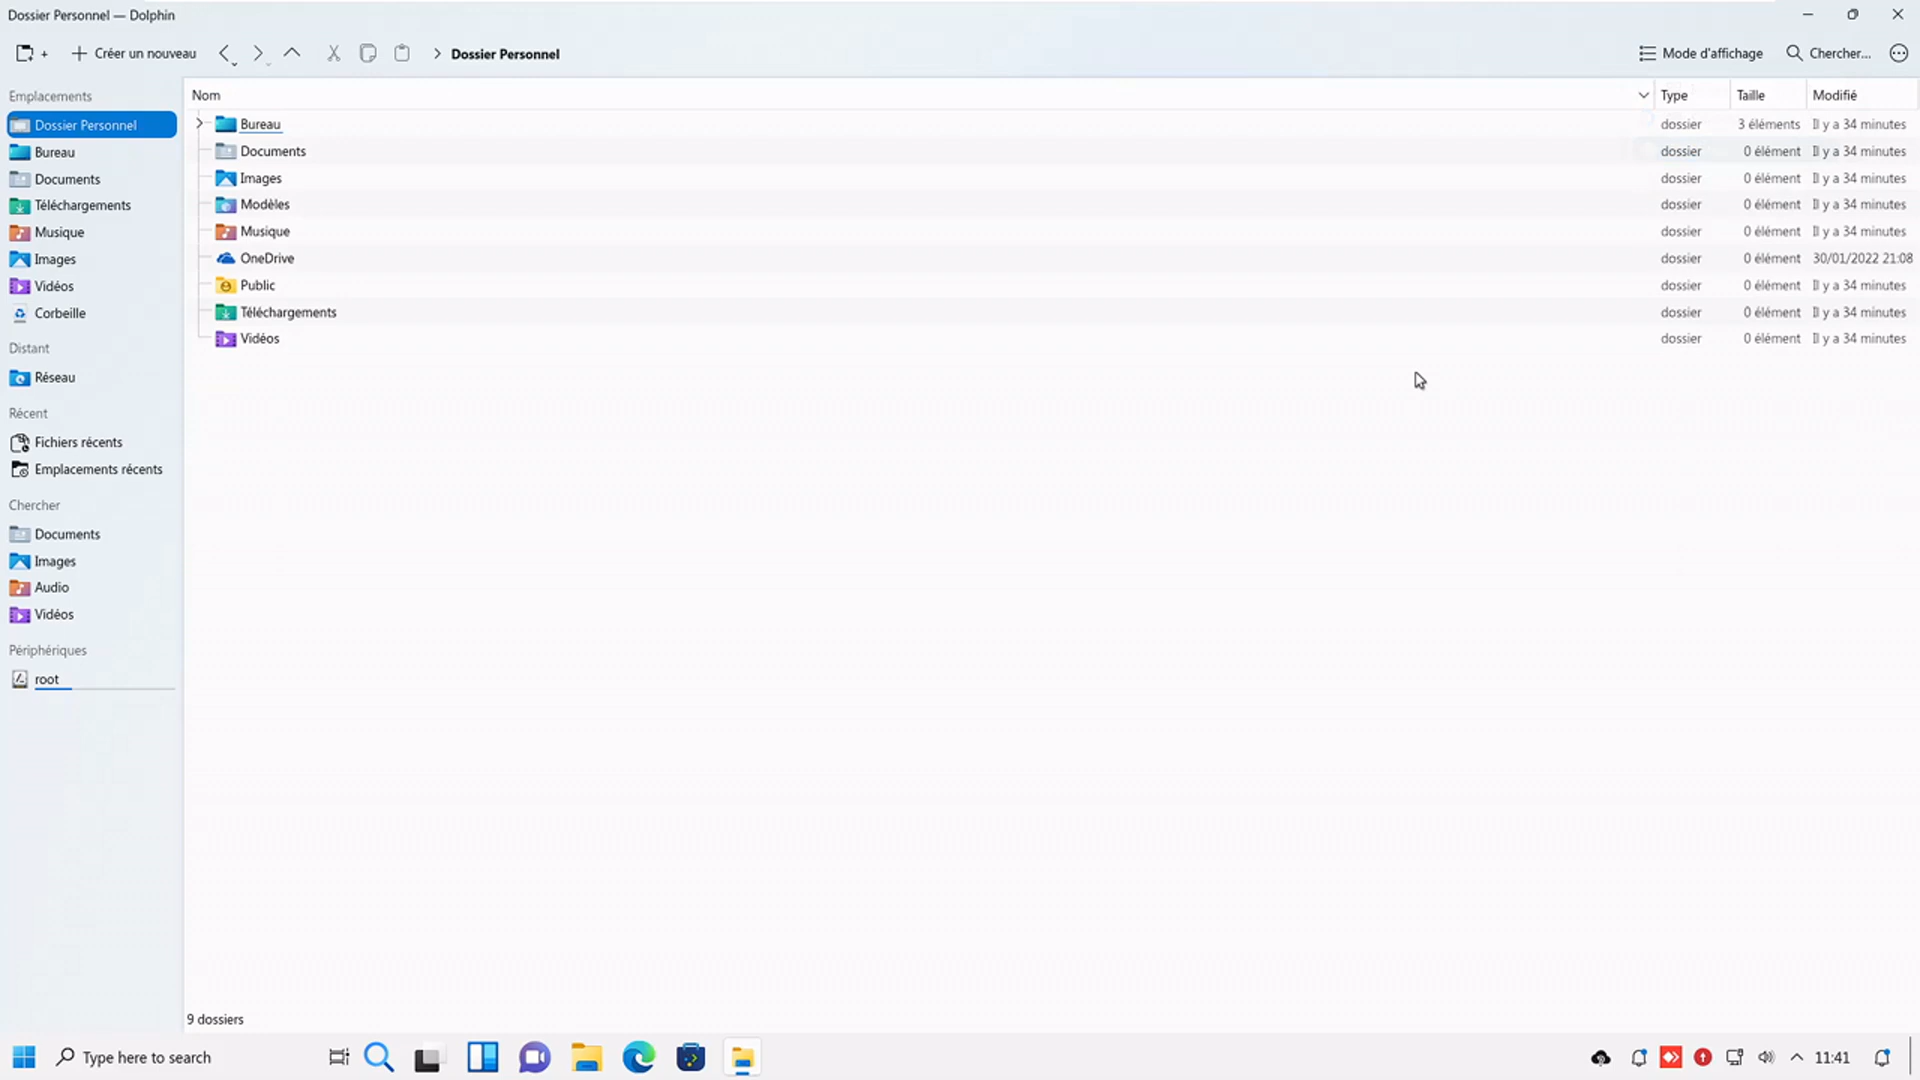 Dossier Personnel — Dolphin
Créer un nouveau
Dossier Personnel
Mode d'affichage
Chercher...
Emplacements
Dossier Personnel
Bureau
Documents
Téléchargements
Musique
Images
Vidéos
Corbeille
Distant
Réseau
Récent
Fichiers récents
Emplacements récents
Chercher
Documents
Images
Audio
Vidéos
Périphériques
root
Nom Type Taille Modifié
Bureau dossier 3 éléments Il y a 34 minutes
Documents dossier 0 élément Il y a 34 minutes
Images dossier 0 élément Il y a 34 minutes
Modèles dossier 0 élément Il y a 34 minutes
Musique dossier 0 élément Il y a 34 minutes
OneDrive dossier 0 élément 30/01/2022 21:08
Public dossier 0 élément Il y a 34 minutes
Téléchargements dossier 0 élément Il y a 34 minutes
Vidéos dossier 0 élément Il y a 34 minutes
9 dossiers
Type here to search
11:41